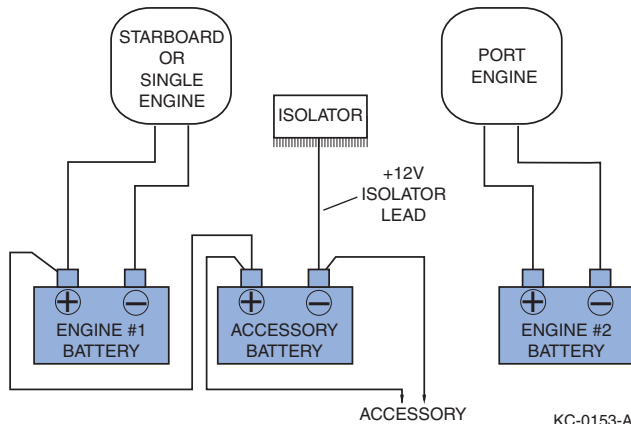 STARBOARD
OR
SINGLE
ENGINE
PORT
ENGINE
ISOLATOR
+12V
ISOLATOR
LEAD
+
−
ENGINE #1
BATTERY
+
−
ACCESSORY
BATTERY
+
−
ENGINE #2
BATTERY
ACCESSORY
KC-0153-A